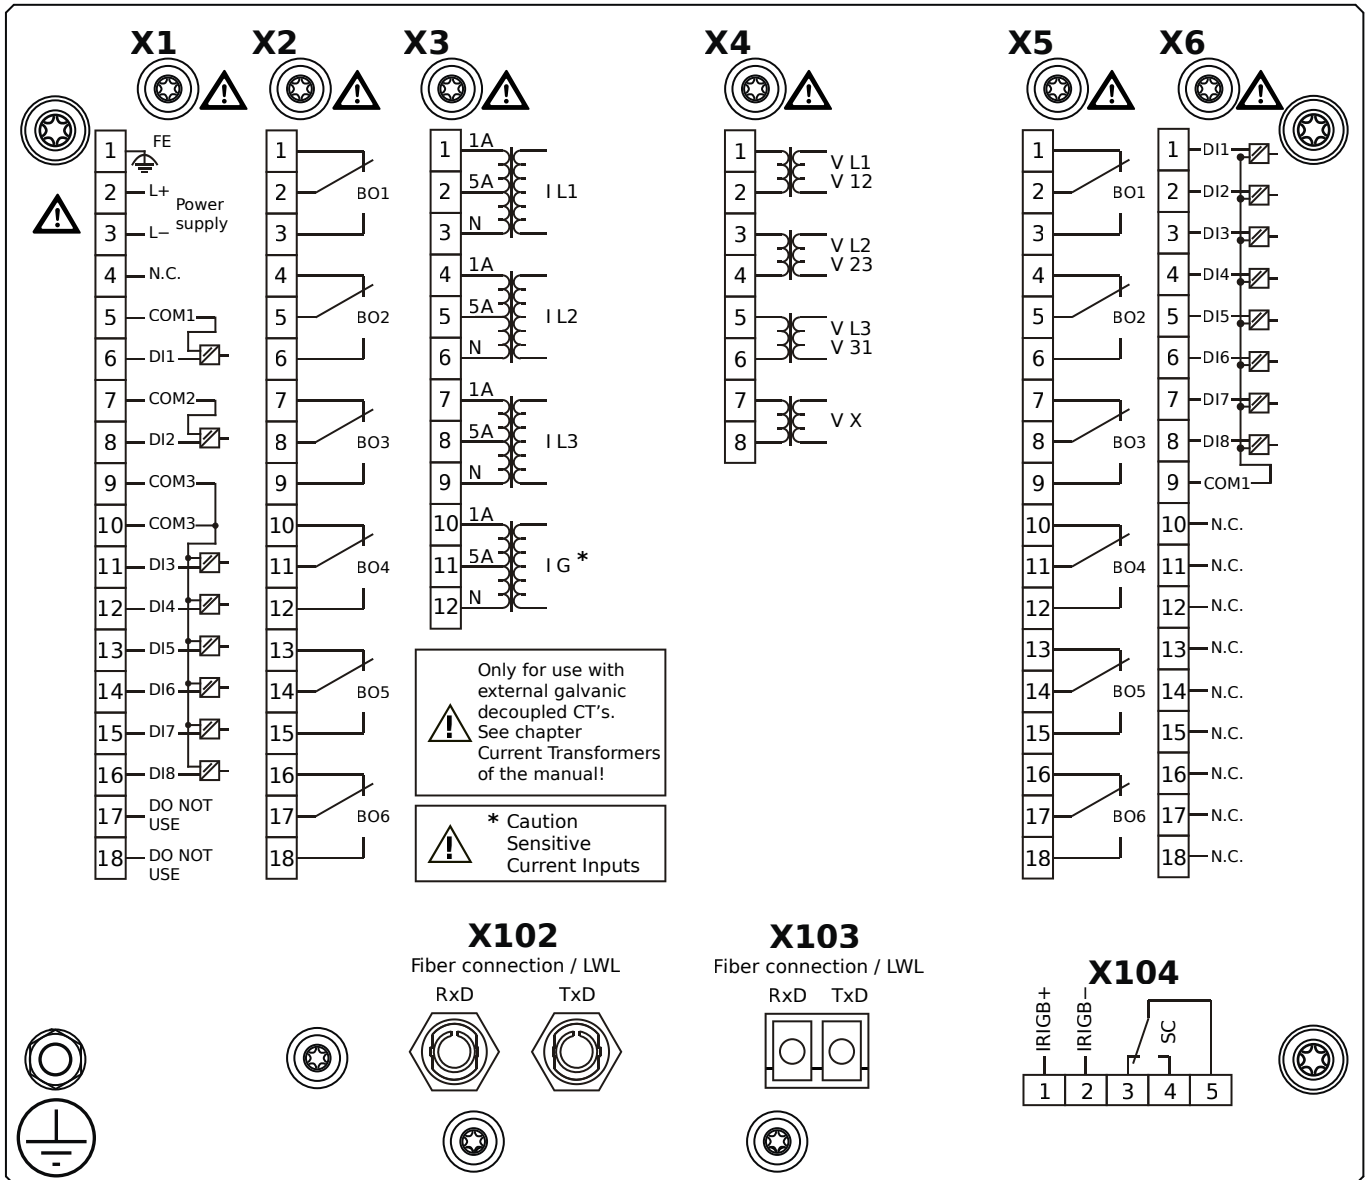 X1 X2 X3 X4 X5 X6
1 FE
2 L+
Power
supply
3 L−
4 N.C.
5 COM1
6 DI1
7 COM2
8 DI2
9 COM3
10 COM3
11 DI3
12 DI4
13 DI5
14 DI6
15 DI7
16 DI8
17 DO NOT
USE
18 DO NOT
USE
1
2 BO1
3
4
5 BO2
6
7
8 BO3
9
10
11 BO4
12
13
14 BO5
15
16
17 BO6
18
1 1A
2 5A I L1
3 N
4 1A
5 5A I L2
6 N
7 1A
8 5A I L3
9 N
10 1A
11 5A I G *
12 N
Only for use with
external galvanic
decoupled CT's.
See chapter
Current Transformers
of the manual!
* Caution
Sensitive
Current Inputs
1 V L1
2 V 12
3 V L2
4 V 23
5 V L3
6 V 31
7 V X
8
1
2 BO1
3
4
5 BO2
6
7
8 BO3
9
10
11 BO4
12
13
14 BO5
15
16
17 BO6
18
1 DI1
2 DI2
3 DI3
4 DI4
5 DI5
6 DI6
7 DI7
8 DI8
9 COM1
10 N.C.
11 N.C.
12 N.C.
13 N.C.
14 N.C.
15 N.C.
16 N.C.
17 N.C.
18 N.C.
X102
Fiber connection / LWL
RxD TxD
X103
Fiber connection / LWL
RxD TxD
X104
IRIGB+
IRIGB−
SC
1 2 3 4 5